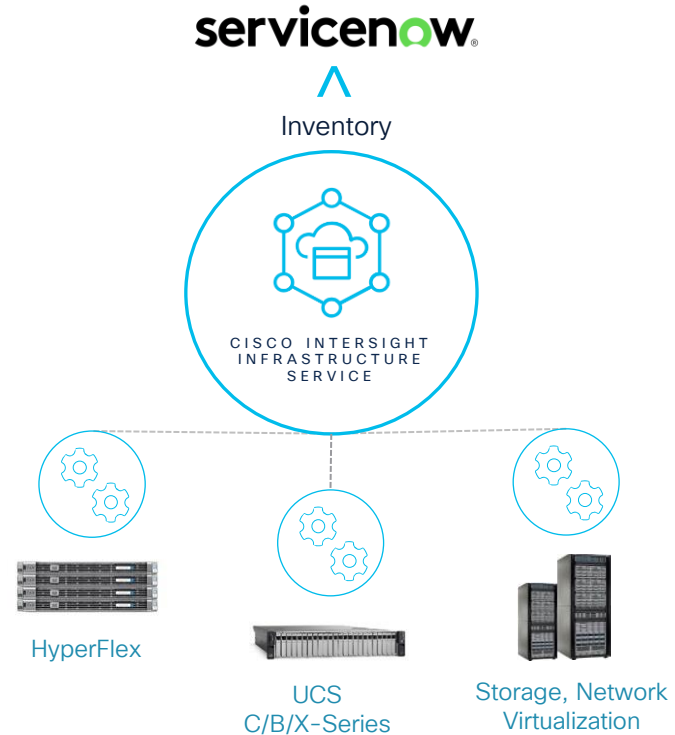 servicenow®
Inventory
CISCO INTERSIGHT
INFRASTRUCTURE
SERVICE
HyperFlex
UCS
C/B/X-Series
Storage, Network
Virtualization